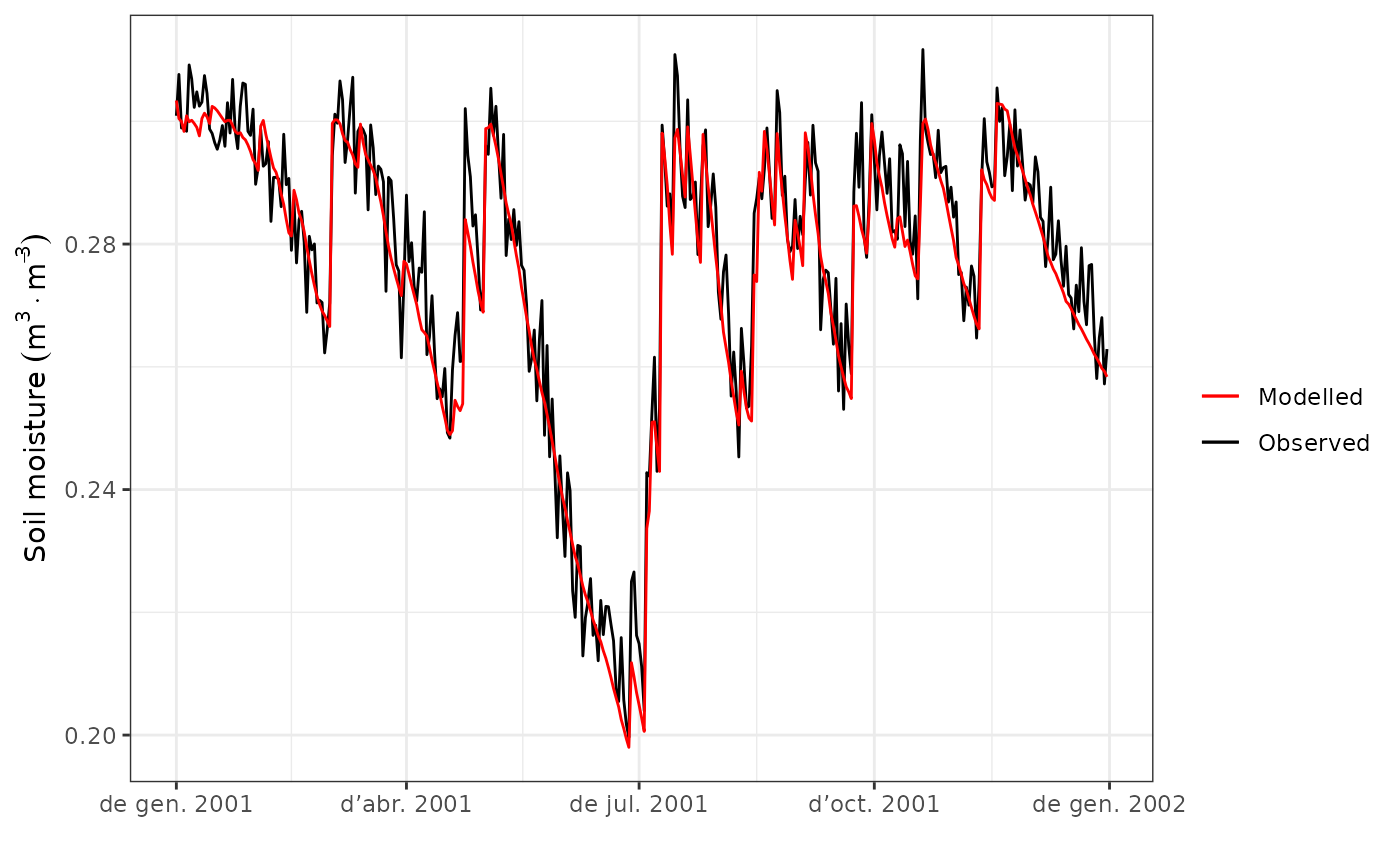 Soil moisture (m³ · m⁻³)
0.28
0.24
0.20
de gen. 2001
d’abr. 2001
de jul. 2001
d’oct. 2001
de gen. 2002
Modelled
Observed